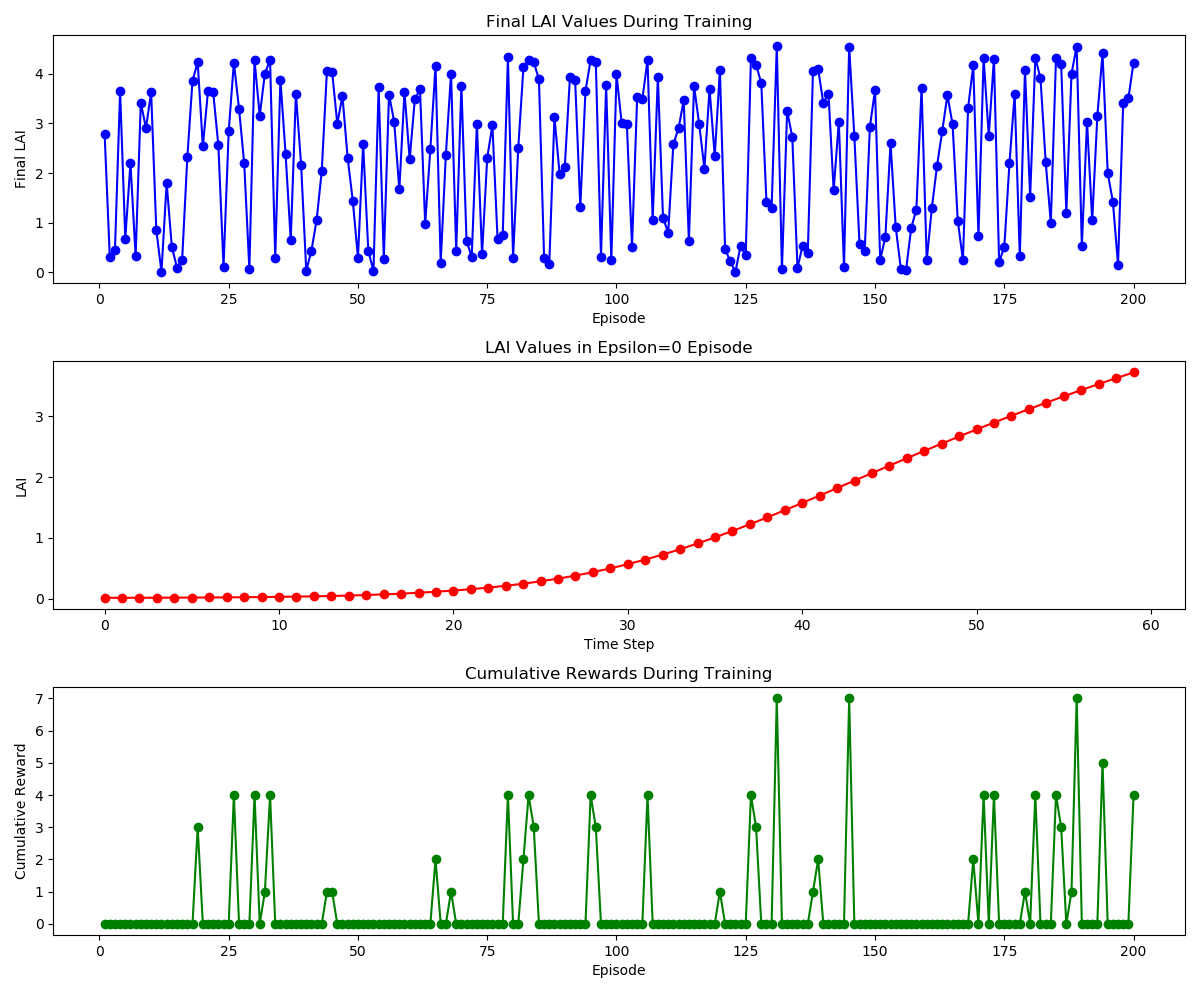 Final LAI Values During Training
Final LAI
4
3
2
1
0
0 25 50 75 100 125 150 175 200
Episode
LAI Values in Epsilon=0 Episode
LAI
3
2
1
0
0 10 20 30 40 50 60
Time Step
Cumulative Rewards During Training
Cumulative Reward
7
6
5
4
3
2
1
0
0 25 50 75 100 125 150 175 200
Episode